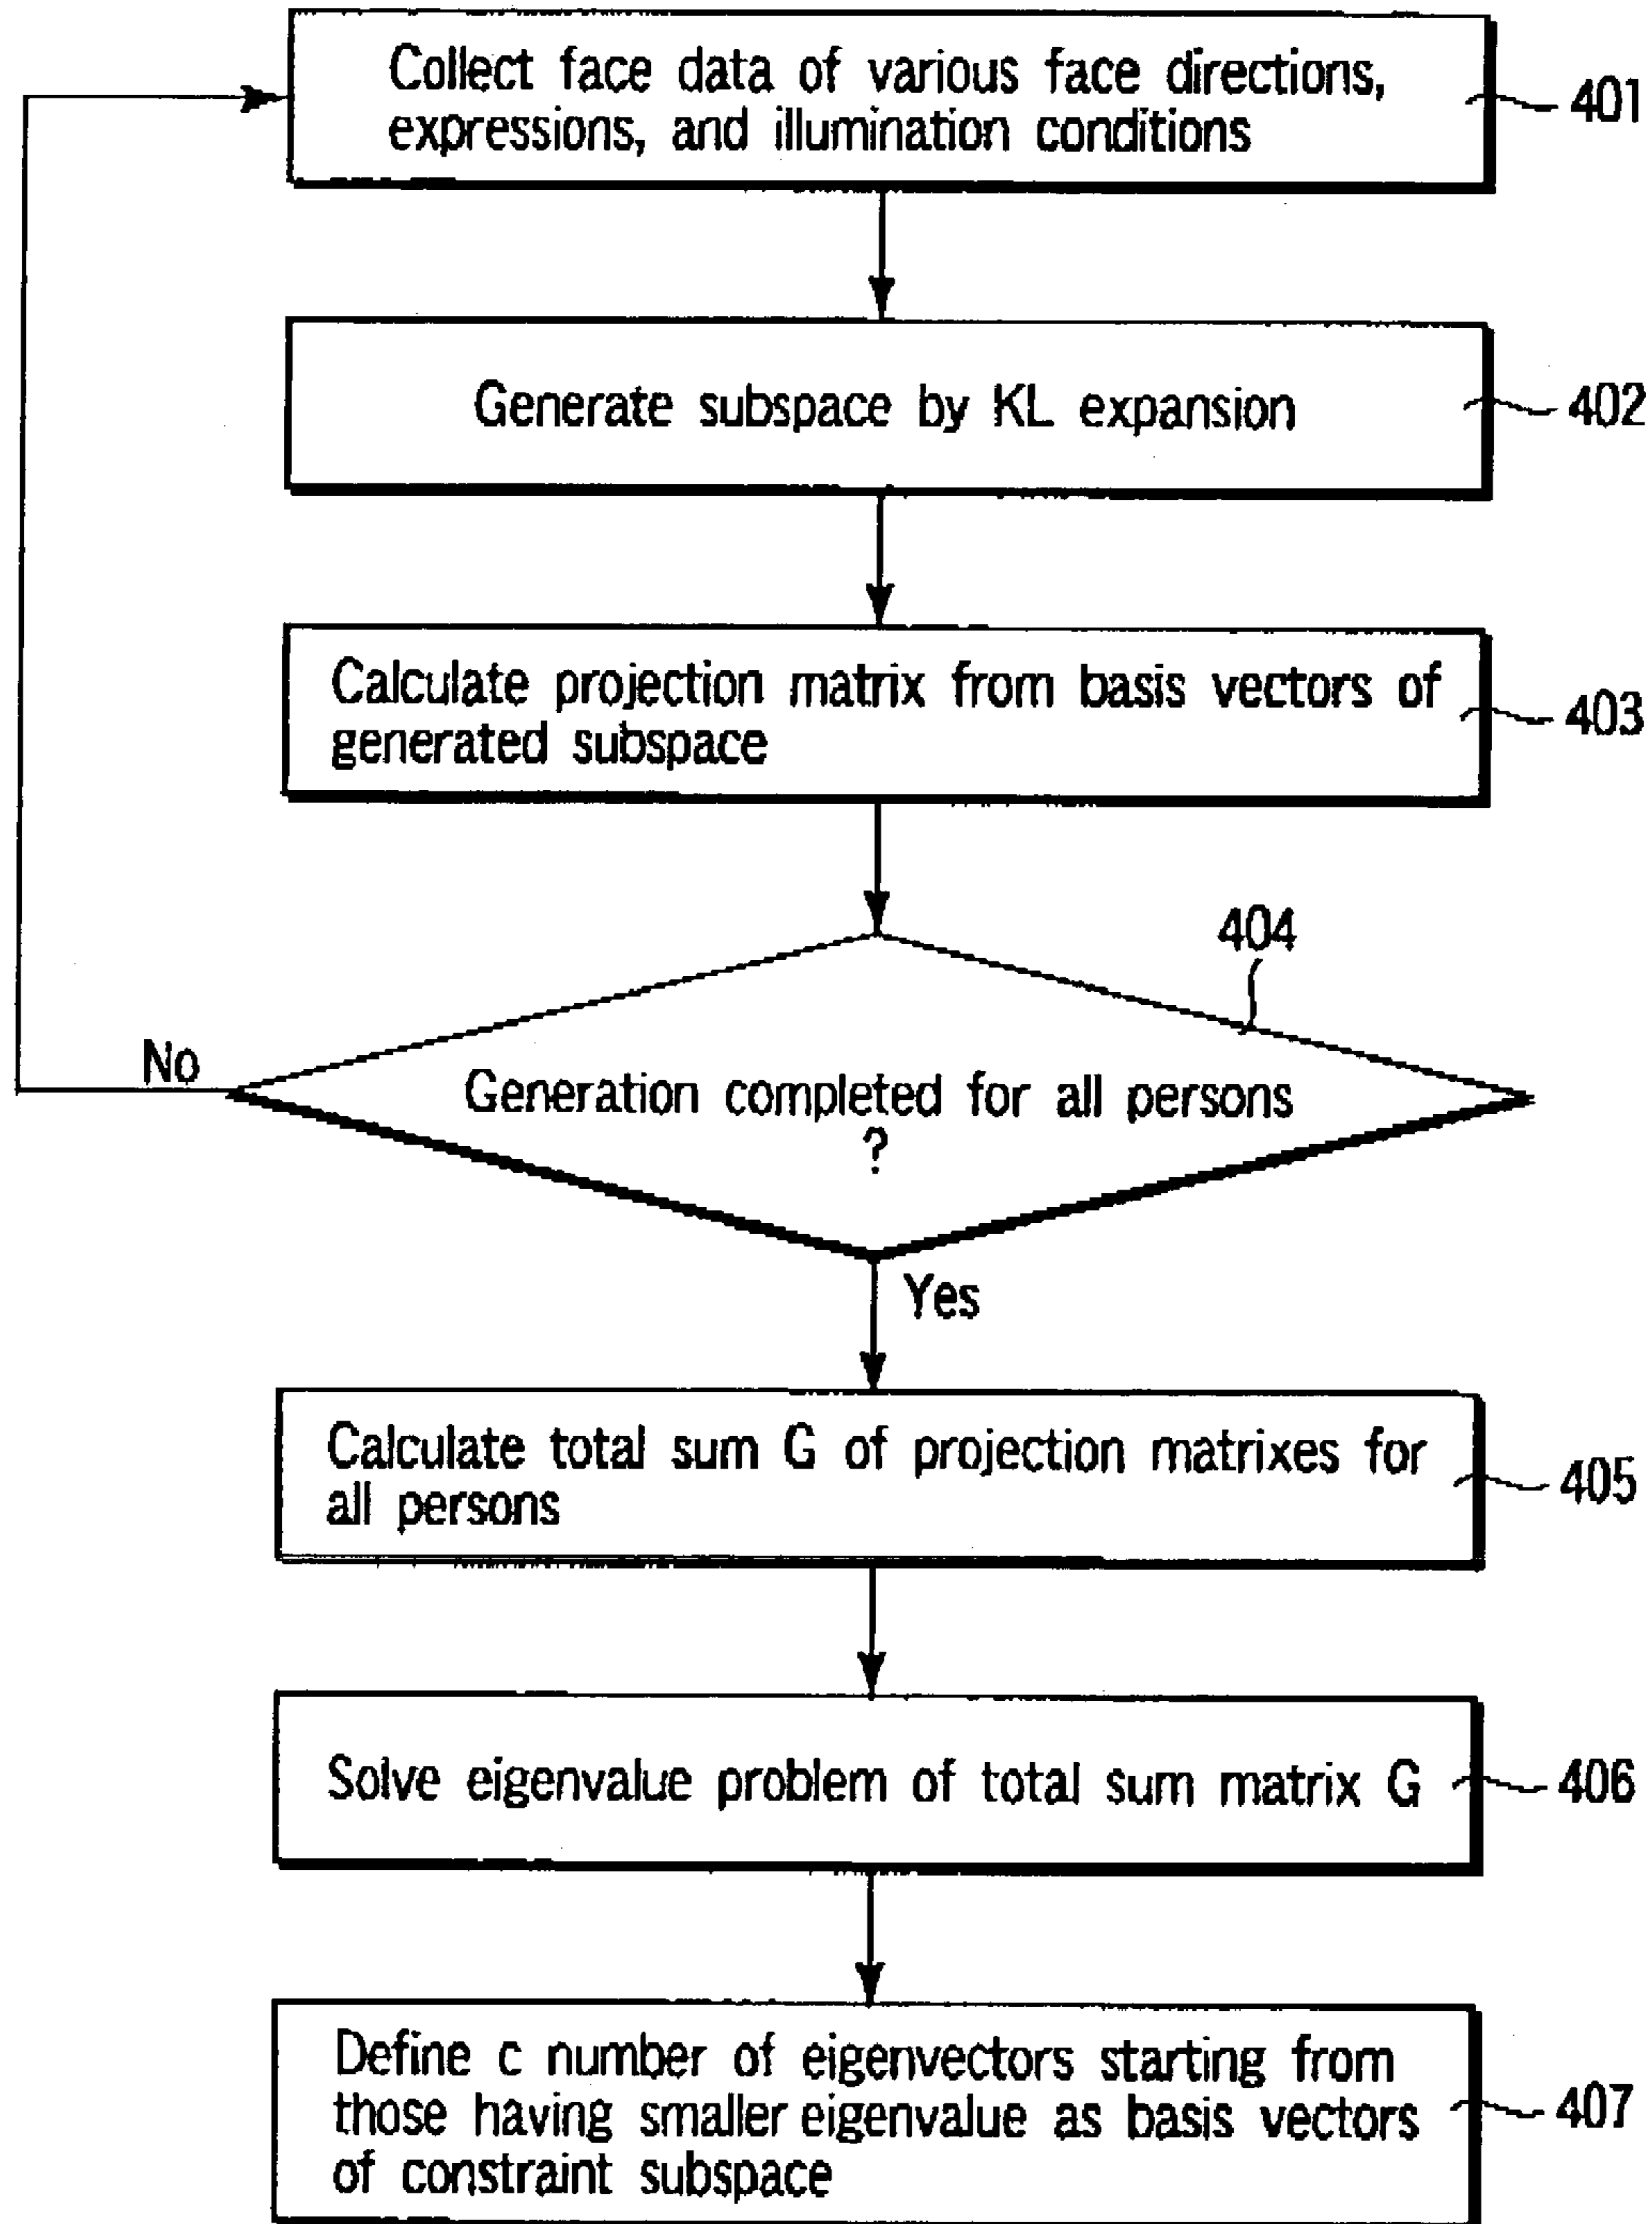 Collect face data of various face directions,
expressions, and illumination conditions
401
Generate subspace by KL expansion
402
Calculate projection matrix from basis vectors of
generated subspace
403
404
No
Generation completed for all persons
?
Yes
Calculate total sum G of projection matrixes for
all persons
405
Solve eigenvalue problem of total sum matrix G
406
Define c number of eigenvectors starting from
those having smaller eigenvalue as basis vectors
of constraint subspace
407